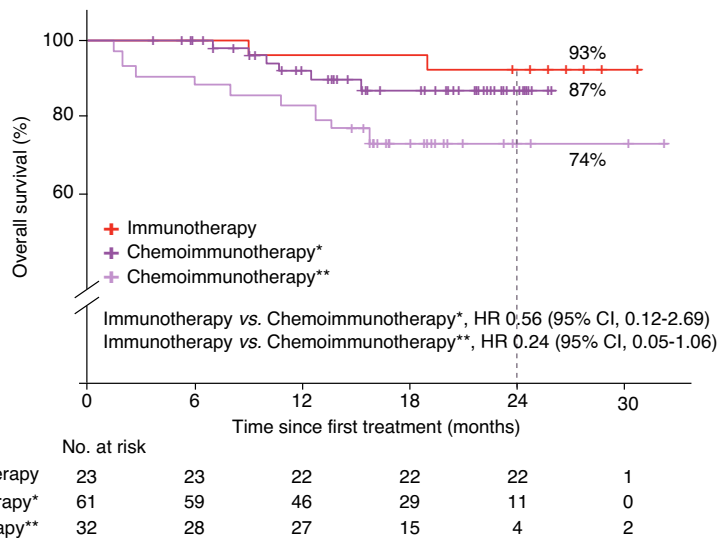 100
93%
87%
80
74%
60
Overall survival (%)
Immunotherapy
Chemoimmunotherapy*
Chemoimmunotherapy**
Immunotherapy vs. Chemoimmunotherapy*, HR 0.56 (95% CI, 0.12-2.69)
Immunotherapy vs. Chemoimmunotherapy**, HR 0.24 (95% CI, 0.05-1.06)
0 6 12 18 24 30
Time since first treatment (months)
No. at risk
erapy 23 23 22 22 22 1
rapy* 61 59 46 29 11 0
apy** 32 28 27 15 4 2